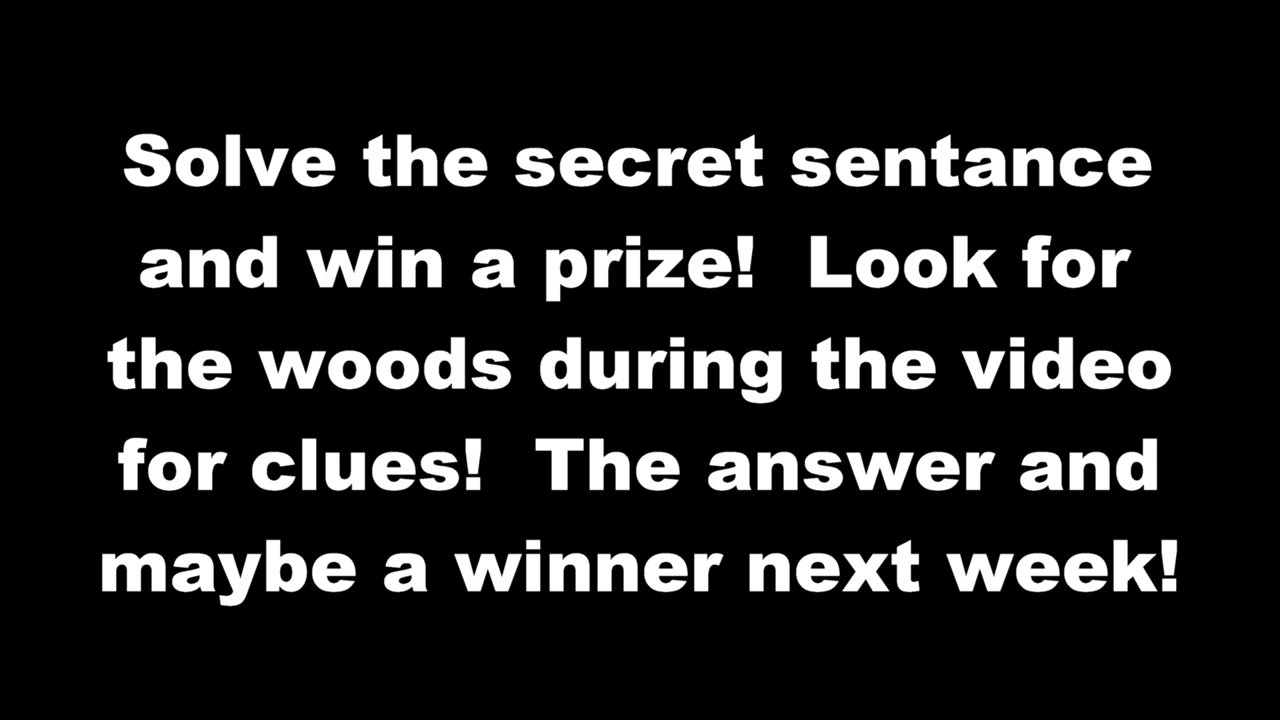 Solve the secret sentance
and win a prize!  Look for
the woods during the video
for clues!  The answer and
maybe a winner next week!